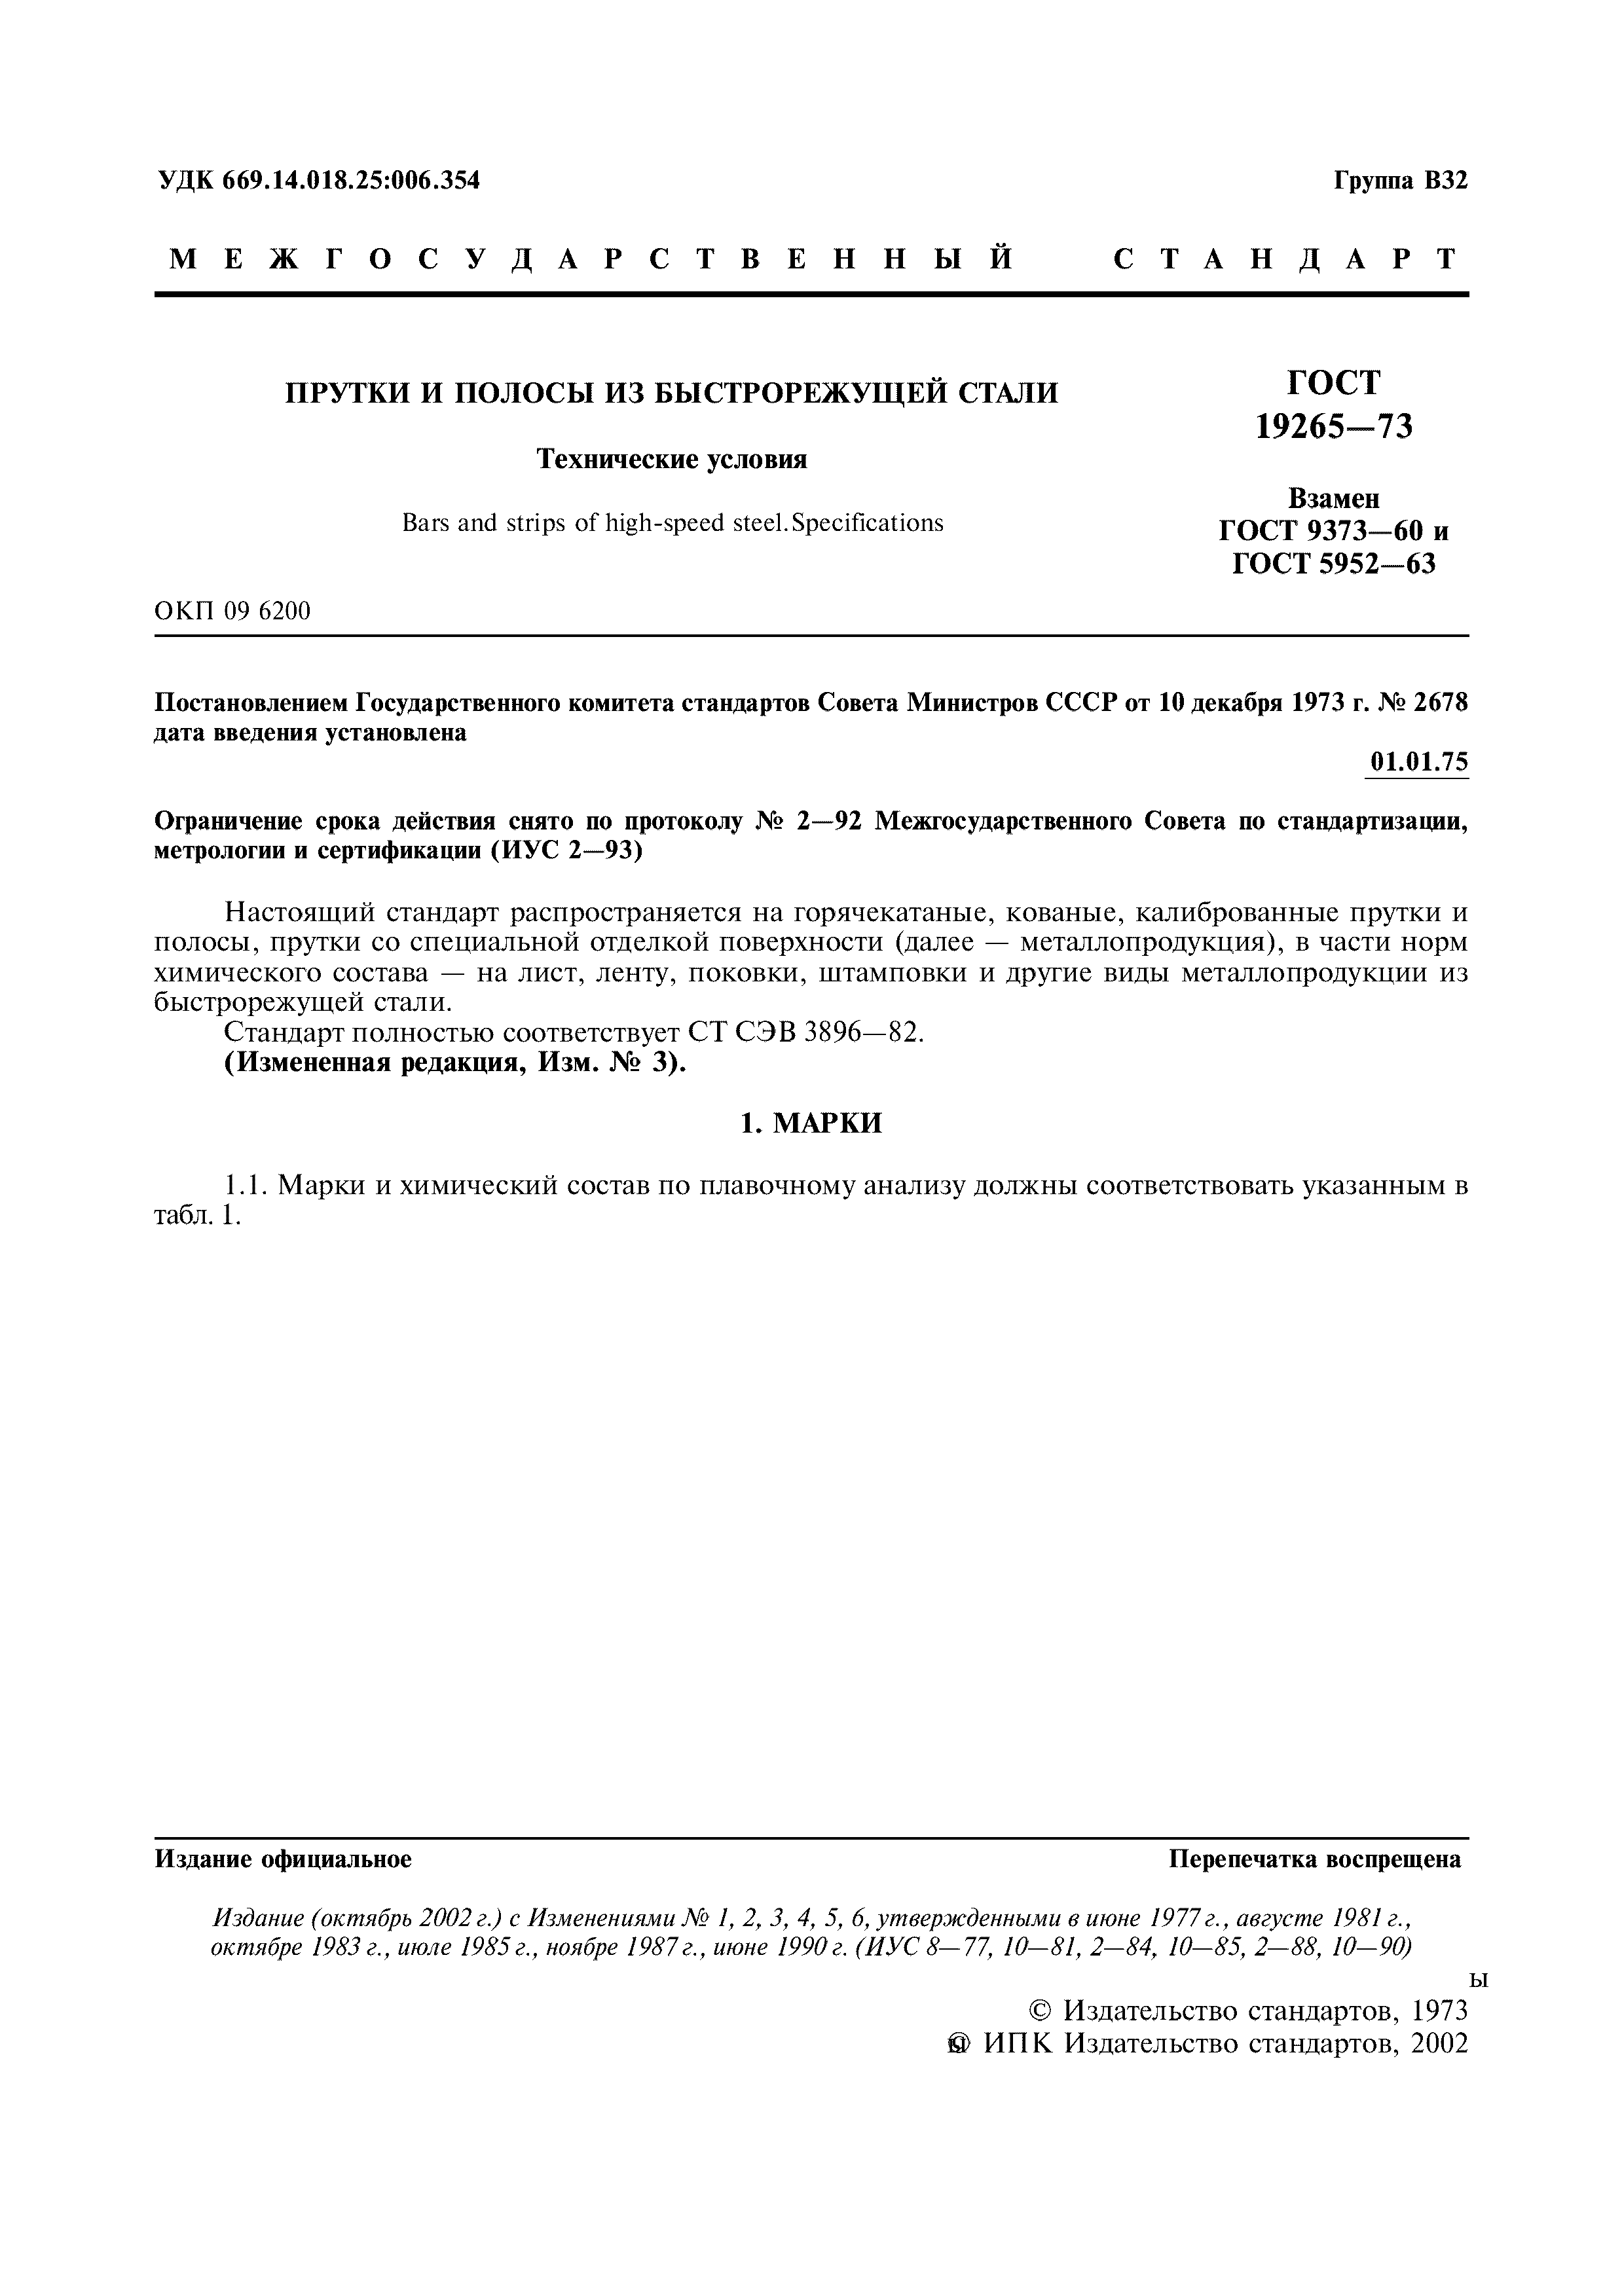 УДК 669.14.018.25:006.354 Группа В32
МЕЖГОСУДАРСТВЕННЫЙ СТАНДАРТ
ПРУТКИ И ПОЛОСЫ ИЗ БЫСТРОРЕЖУЩЕЙ СТАЛИ
Технические условия
Bars and strips of high-speed steel.Specifications
ГОСТ
19265—73
Взамен
ГОСТ 9373—60 и
ГОСТ 5952—63
ОКП 09 6200
Постановлением Государственного комитета стандартов Совета Министров СССР от 10 декабря 1973 г. № 2678
дата введения установлена
01.01.75
Ограничение срока действия снято по протоколу № 2—92 Межгосударственного Совета по стандартизации,
метрологии и сертификации (ИУС 2—93)
Настоящий стандарт распространяется на горячекатаные, кованые, калиброванные прутки и
полосы, прутки со специальной отделкой поверхности (далее — металлопродукция), в части норм
химического состава — на лист, ленту, поковки, штамповки и другие виды металлопродукции из
быстрорежущей стали.
Стандарт полностью соответствует СТ СЭВ 3896—82.
(Измененная редакция, Изм. № 3).
1. МАРКИ
1.1. Марки и химический состав по плавочному анализу должны соответствовать указанным в
табл. 1.
Издание официальное Перепечатка воспрещена
Издание (октябрь 2002 г.) с Изменениями № 1, 2, 3, 4, 5, 6, утвержденными в июне 1977 г., августе 1981 г.,
октябре 1983 г., июле 1985 г., ноябре 1987 г., июне 1990 г. (ИУС 8—77, 10—81, 2—84, 10—85, 2—88, 10—90)
ы
© Издательство стандартов, 1973
© ИПК Издательство стандартов, 2002